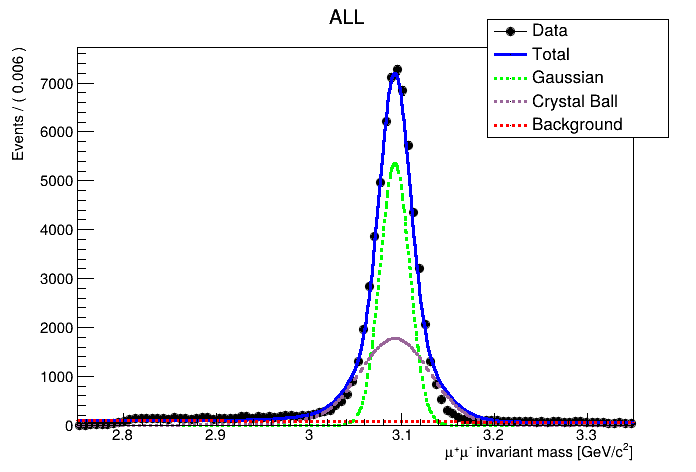 ALL
Data
Total
Gaussian
Crystal Ball
Background
Events / ( 0.006 )
7000
6000
5000
4000
3000
2000
1000
0
2.8 2.9 3 3.1 3.2 3.3
μ⁺μ⁻ invariant mass [GeV/c²]